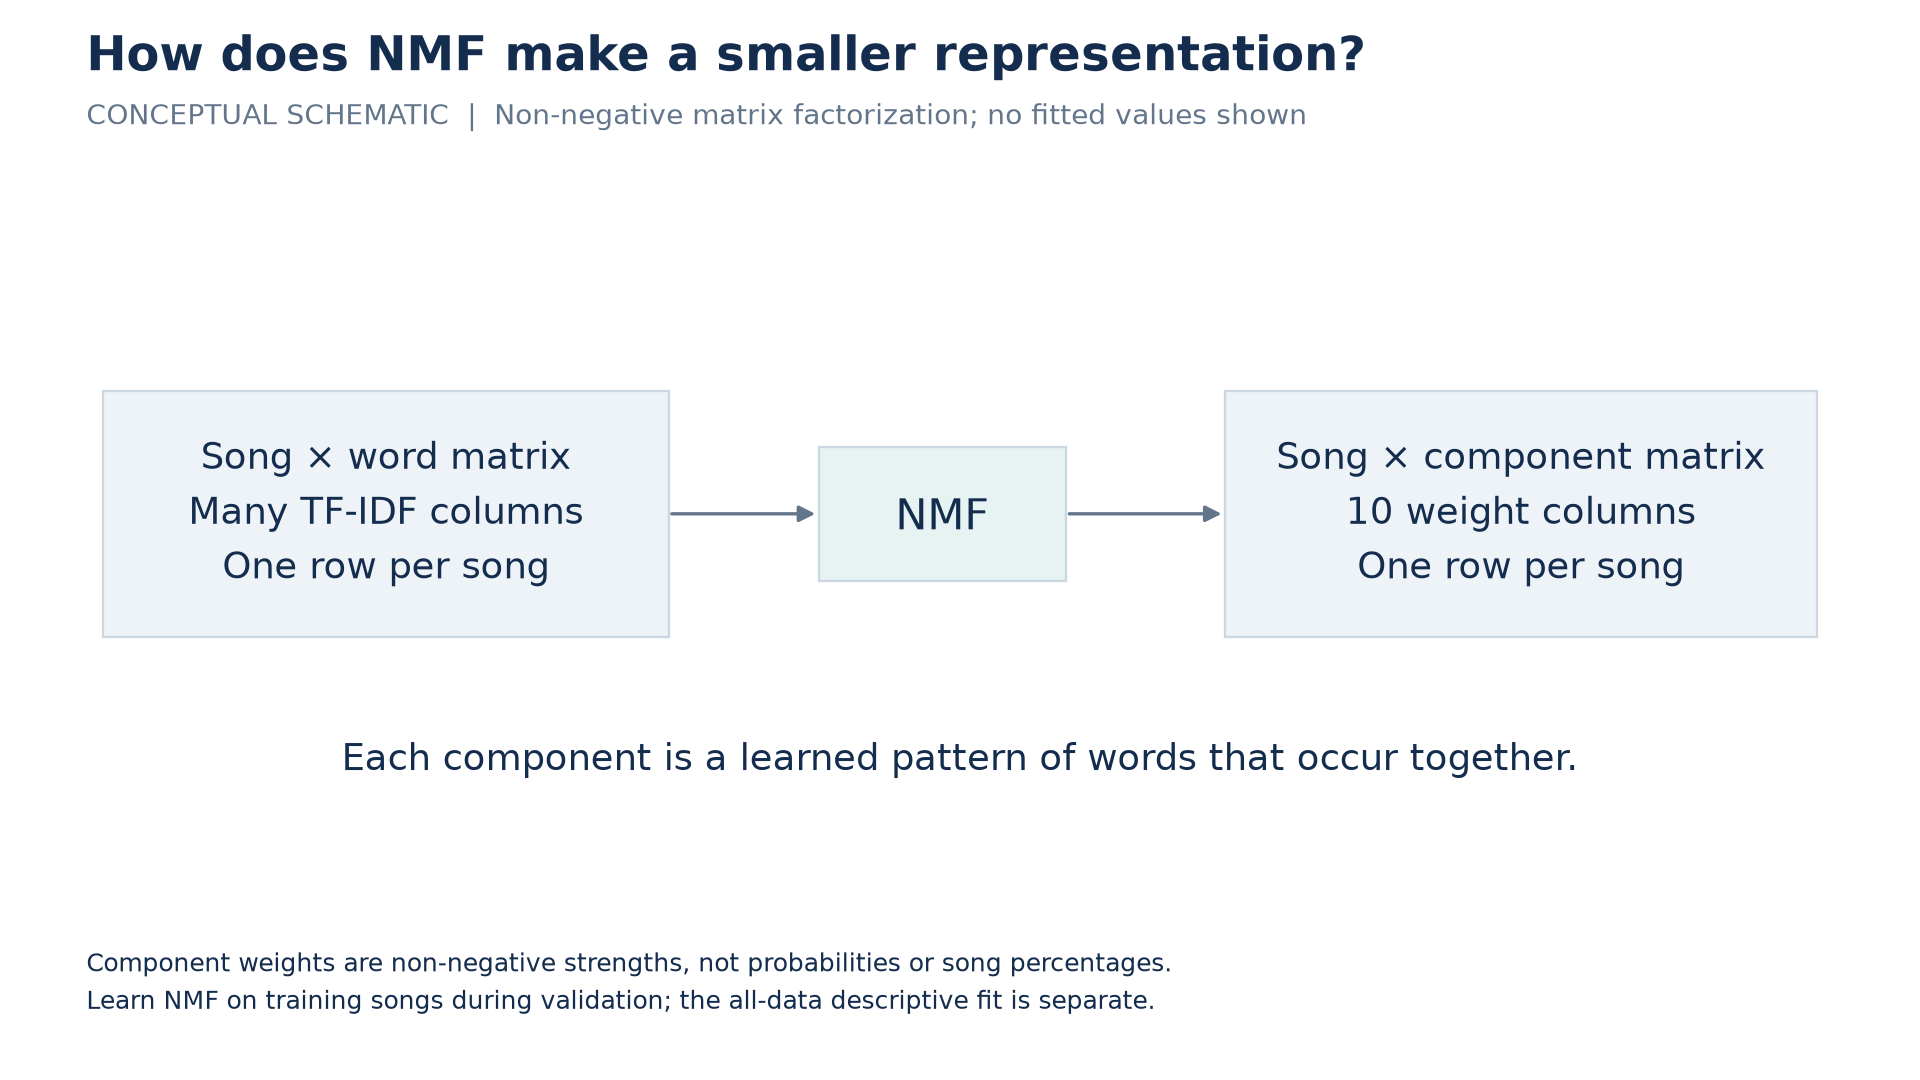 How does NMF make a smaller representation?
CONCEPTUAL SCHEMATIC | Non-negative matrix factorization; no fitted values shown
Song × word matrix
Many TF-IDF columns
One row per song
NMF
Song × component matrix
10 weight columns
One row per song
Each component is a learned pattern of words that occur together.
Component weights are non-negative strengths, not probabilities or song percentages.
Learn NMF on training songs during validation; the all-data descriptive fit is separate.